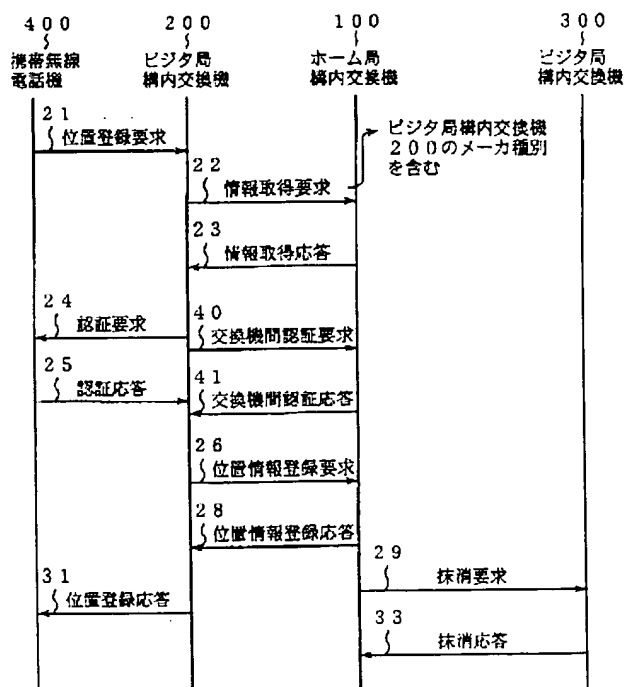 400 200 100 300
携帯無線 ビジタ局 ホーム局 ビジタ局
電話機 構内交換機 構内交換機 構内交換機
21
位置登録要求
ビジタ局構内交換機
200のメーカ種別
を含む
22
情報取得要求
23
情報取得応答
24
認証要求
40
交換機間認証要求
25
認証応答
41
交換機間認証応答
26
位置情報登録要求
28
位置情報登録応答
29
抹消要求
31
位置登録応答
33
抹消応答